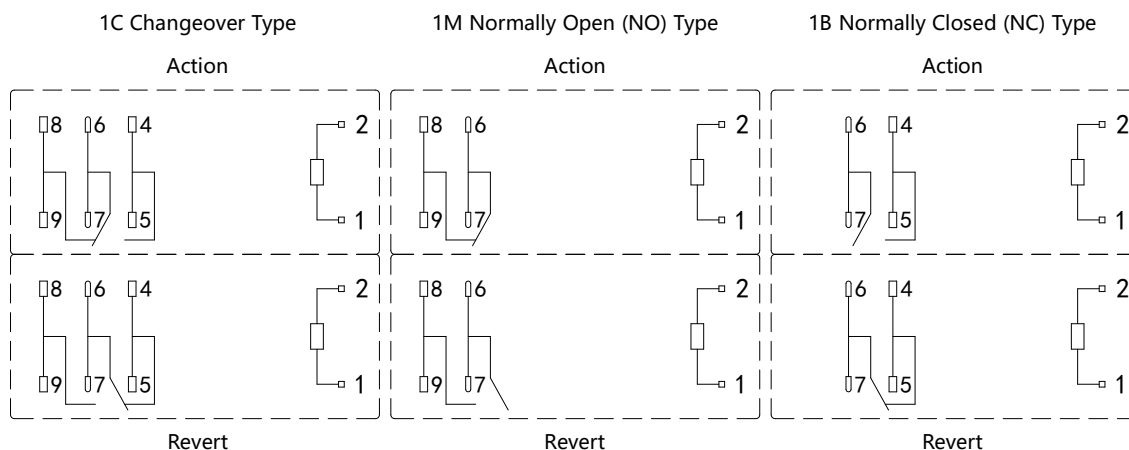 1C Changeover Type 1M Normally Open (NO) Type 1B Normally Closed (NC) Type
Action Action Action
8 6 4 2 8 6 2 6 4 2
9 7 5 1 9 7 1 7 5 1
8 6 4 2 8 6 2 6 4 2
9 7 5 1 9 7 1 7 5 1
Revert Revert Revert